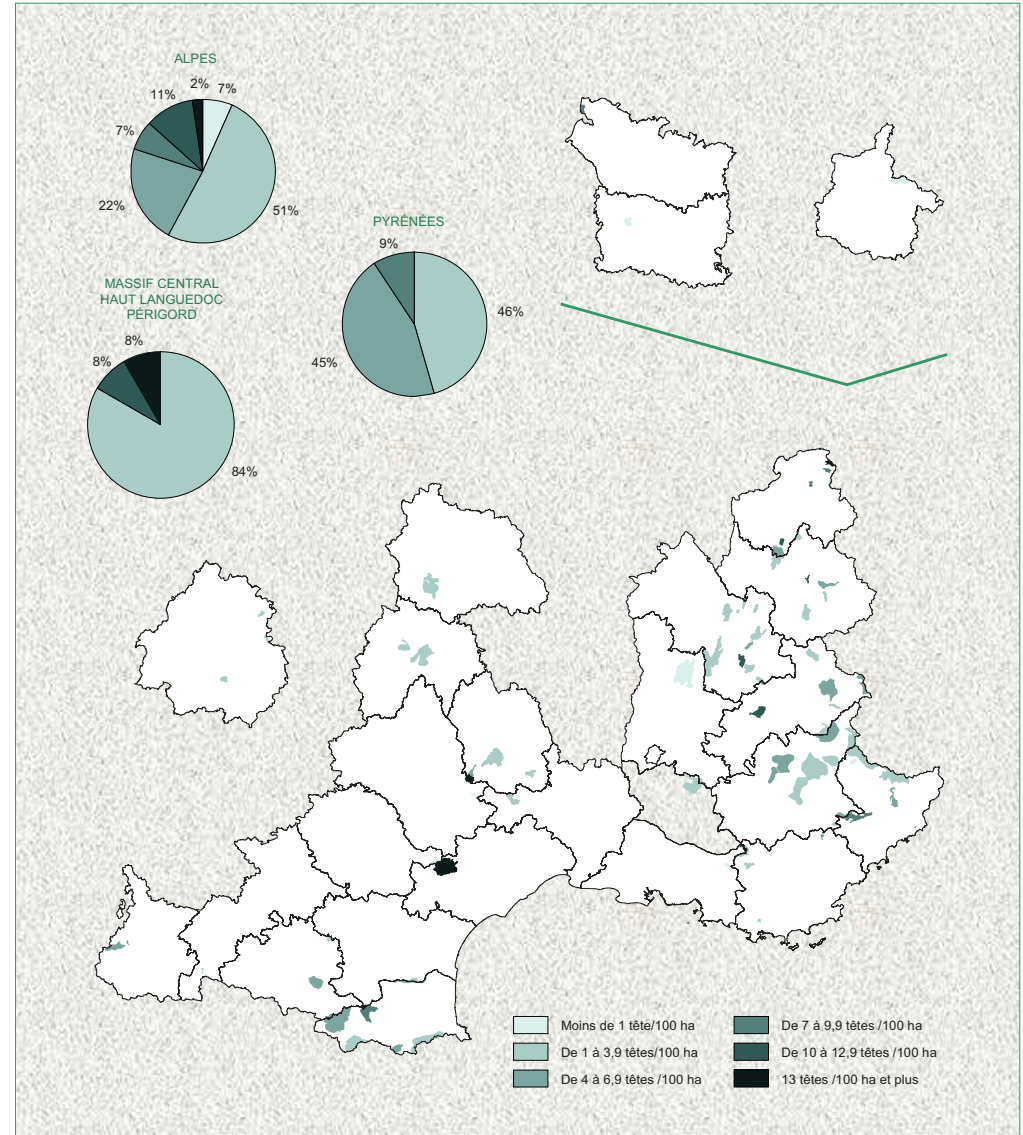 ALPES
2%
7%
11%
7%
22%
51%
PYRÉNÉES
9%
46%
45%
MASSIF CENTRAL
HAUT LANGUEDOC
PÉRIGORD
8%
8%
84%
Moins de 1 tête/100 ha
De 1 à 3,9 têtes/100 ha
De 4 à 6,9 têtes /100 ha
De 7 à 9,9 têtes /100 ha
De 10 à 12,9 têtes /100 ha
13 têtes /100 ha et plus